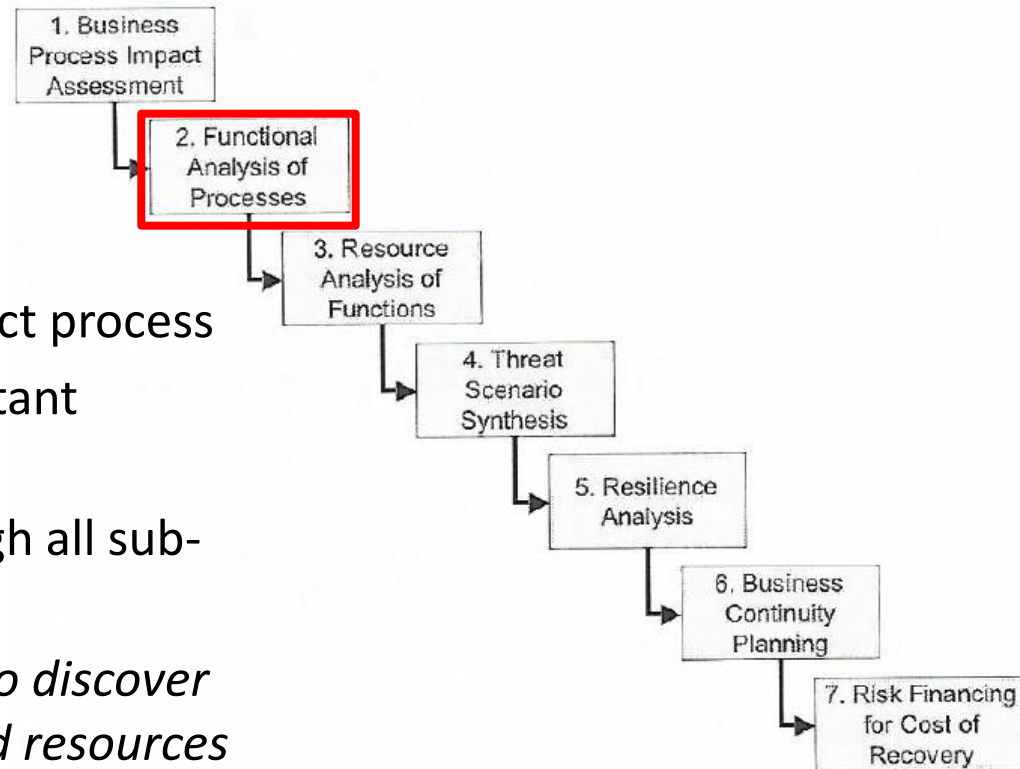 1. Business
Process Impact
Assessment
2. Functional
Analysis of
Processes
3. Resource
Analysis of
Functions
4. Threat
Scenario
Synthesis
5. Resilience
Analysis
6. Business
Continuity
Planning
7. Risk Financing
for Cost of
Recovery
ct process
tant
gh all sub-
o discover
d resources